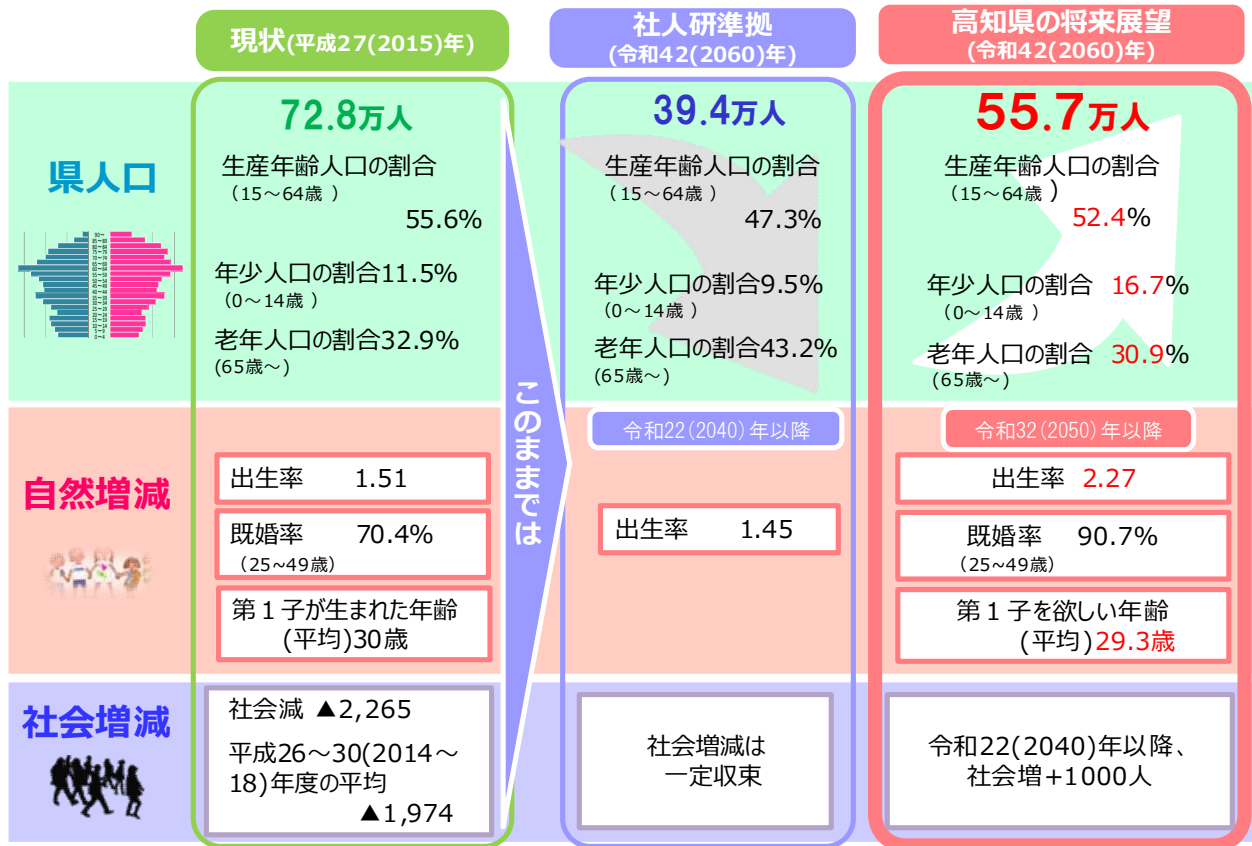 現状(平成27(2015)年)
社人研準拠
(令和42(2060)年)
高知県の将来展望
(令和42(2060)年)
県人口
72.8万人
生産年齢人口の割合
(15～64歳 )
55.6%
年少人口の割合11.5%
(0～14歳 )
老年人口の割合32.9%
(65歳～)
このままでは
39.4万人
生産年齢人口の割合
(15～64歳 )
47.3%
年少人口の割合9.5%
(0～14歳 )
老年人口の割合43.2%
(65歳～)
55.7万人
生産年齢人口の割合
(15～64歳 )
52.4%
年少人口の割合 16.7%
(0～14歳 )
老年人口の割合 30.9%
(65歳～)
自然増減
出生率 1.51
既婚率 70.4%
(25~49歳)
第１子が生まれた年齢
(平均)30歳
令和22(2040)年以降
出生率 1.45
令和32(2050)年以降
出生率 2.27
既婚率 90.7%
(25~49歳)
第１子を欲しい年齢
(平均)29.3歳
社会増減
社会減 ▲2,265
平成26～30(2014～
18)年度の平均
▲1,974
社会増減は
一定収束
令和22(2040)年以降、
社会増+1000人